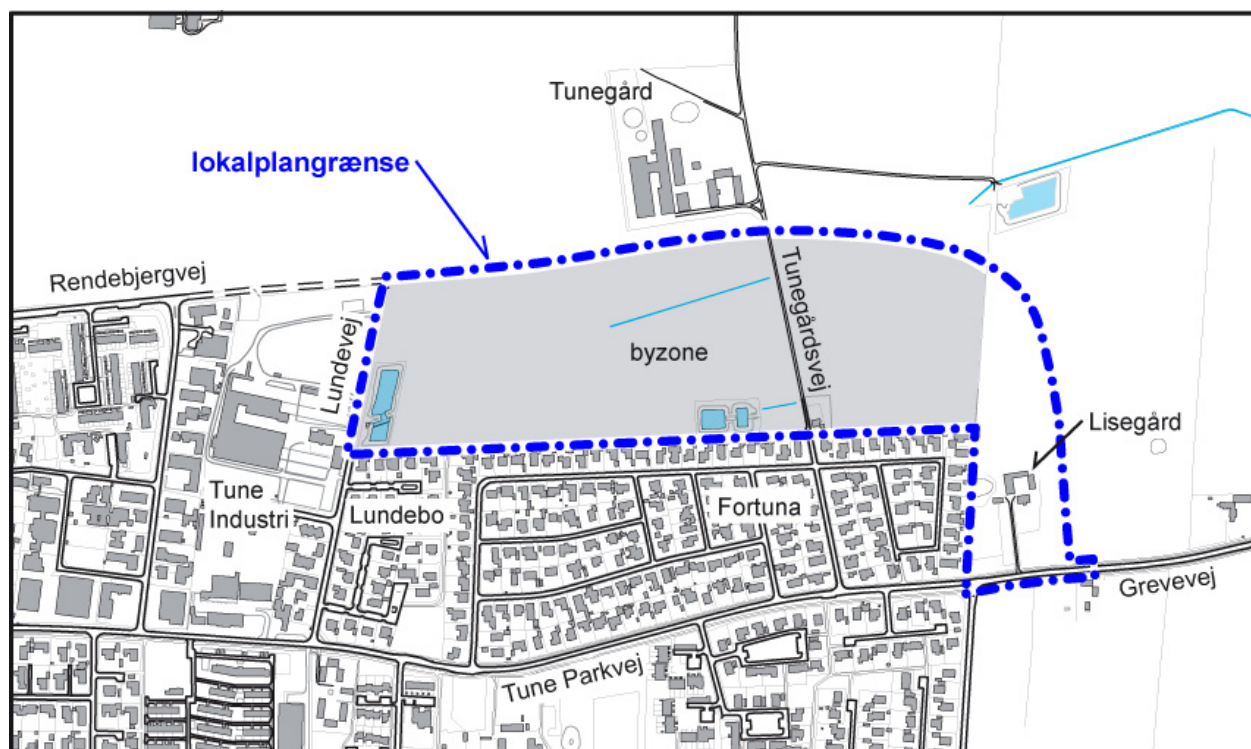 Tunegård
lokalplangrænse
Rendebjergvej
Tunegårdsvej
Lundevej
byzone
Lisegård
Tune
Industri
Lundebo
Fortuna
Grevevej
Tune Parkvej